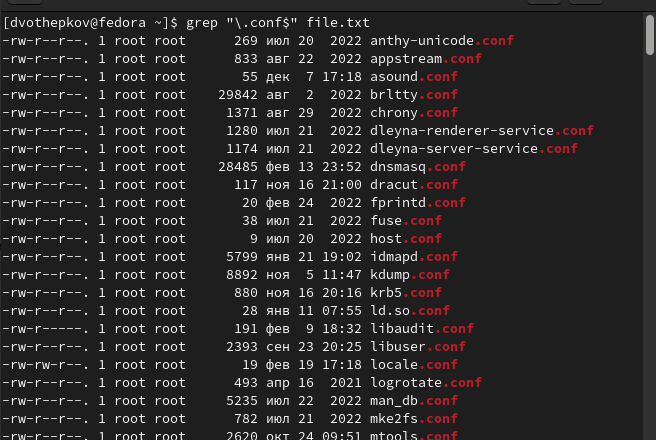 [dvothepkov@fedora ~]$ grep "\.conf$" file.txt
-rw-r--r--. 1 root root      269 июл 20  2022 anthy-unicode.conf
-rw-r--r--. 1 root root      833 авг 22  2022 appstream.conf
-rw-r--r--. 1 root root       55 дек  7 17:18 asound.conf
-rw-r--r--. 1 root root    29842 авг  2  2022 brltty.conf
-rw-r--r--. 1 root root     1371 авг 29  2022 chrony.conf
-rw-r--r--. 1 root root     1280 июл 21  2022 dleyna-renderer-service.conf
-rw-r--r--. 1 root root     1174 июл 21  2022 dleyna-server-service.conf
-rw-r--r--. 1 root root    28485 фев 13 23:52 dnsmasq.conf
-rw-r--r--. 1 root root      117 ноя 16 21:00 dracut.conf
-rw-r--r--. 1 root root       20 фев 24  2022 fprintd.conf
-rw-r--r--. 1 root root       38 июл 21  2022 fuse.conf
-rw-r--r--. 1 root root        9 июл 20  2022 host.conf
-rw-r--r--. 1 root root     5799 янв 21 19:02 idmapd.conf
-rw-r--r--. 1 root root     8892 ноя  5 11:47 kdump.conf
-rw-r--r--. 1 root root      880 ноя 16 20:16 krb5.conf
-rw-r--r--. 1 root root       28 янв 11 07:55 ld.so.conf
-rw-r-----. 1 root root      191 фев  9 18:32 libaudit.conf
-rw-r--r--. 1 root root     2393 сен 23 20:25 libuser.conf
-rw-rw-r--. 1 root root       19 фев 19 17:18 locale.conf
-rw-r--r--. 1 root root      493 апр 16  2021 logrotate.conf
-rw-r--r--. 1 root root     5235 июл 22  2022 man_db.conf
-rw-r--r--. 1 root root      782 июл 21  2022 mke2fs.conf
-rw-r--r--. 1 root root     2620 окт 24 09:51 mtools.conf